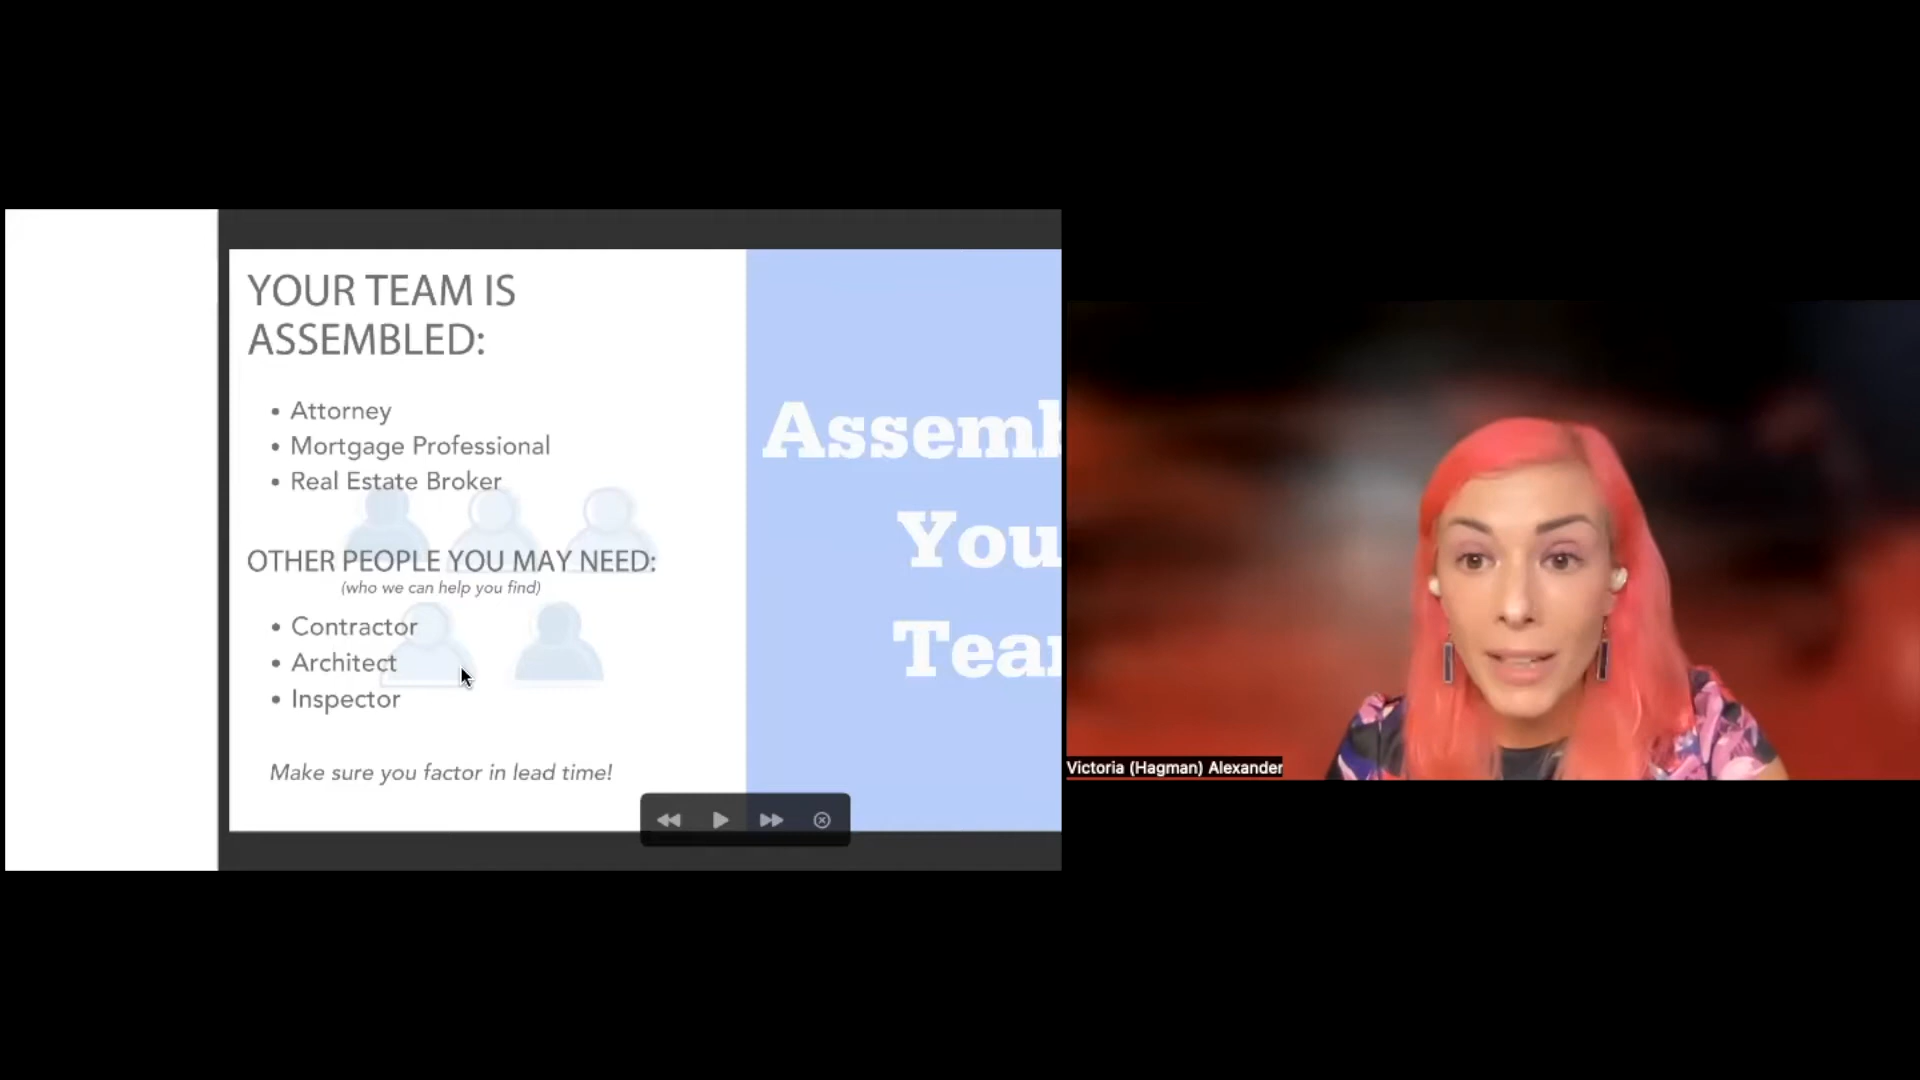 YOUR TEAM IS
ASSEMBLED:
• Attorney
• Mortgage Professional
• Real Estate Broker
OTHER PEOPLE YOU MAY NEED:
(who we can help you find)
• Contractor
• Architect
• Inspector
Make sure you factor in lead time!
Assemb
You
Tea
Victoria (Hagman) Alexander